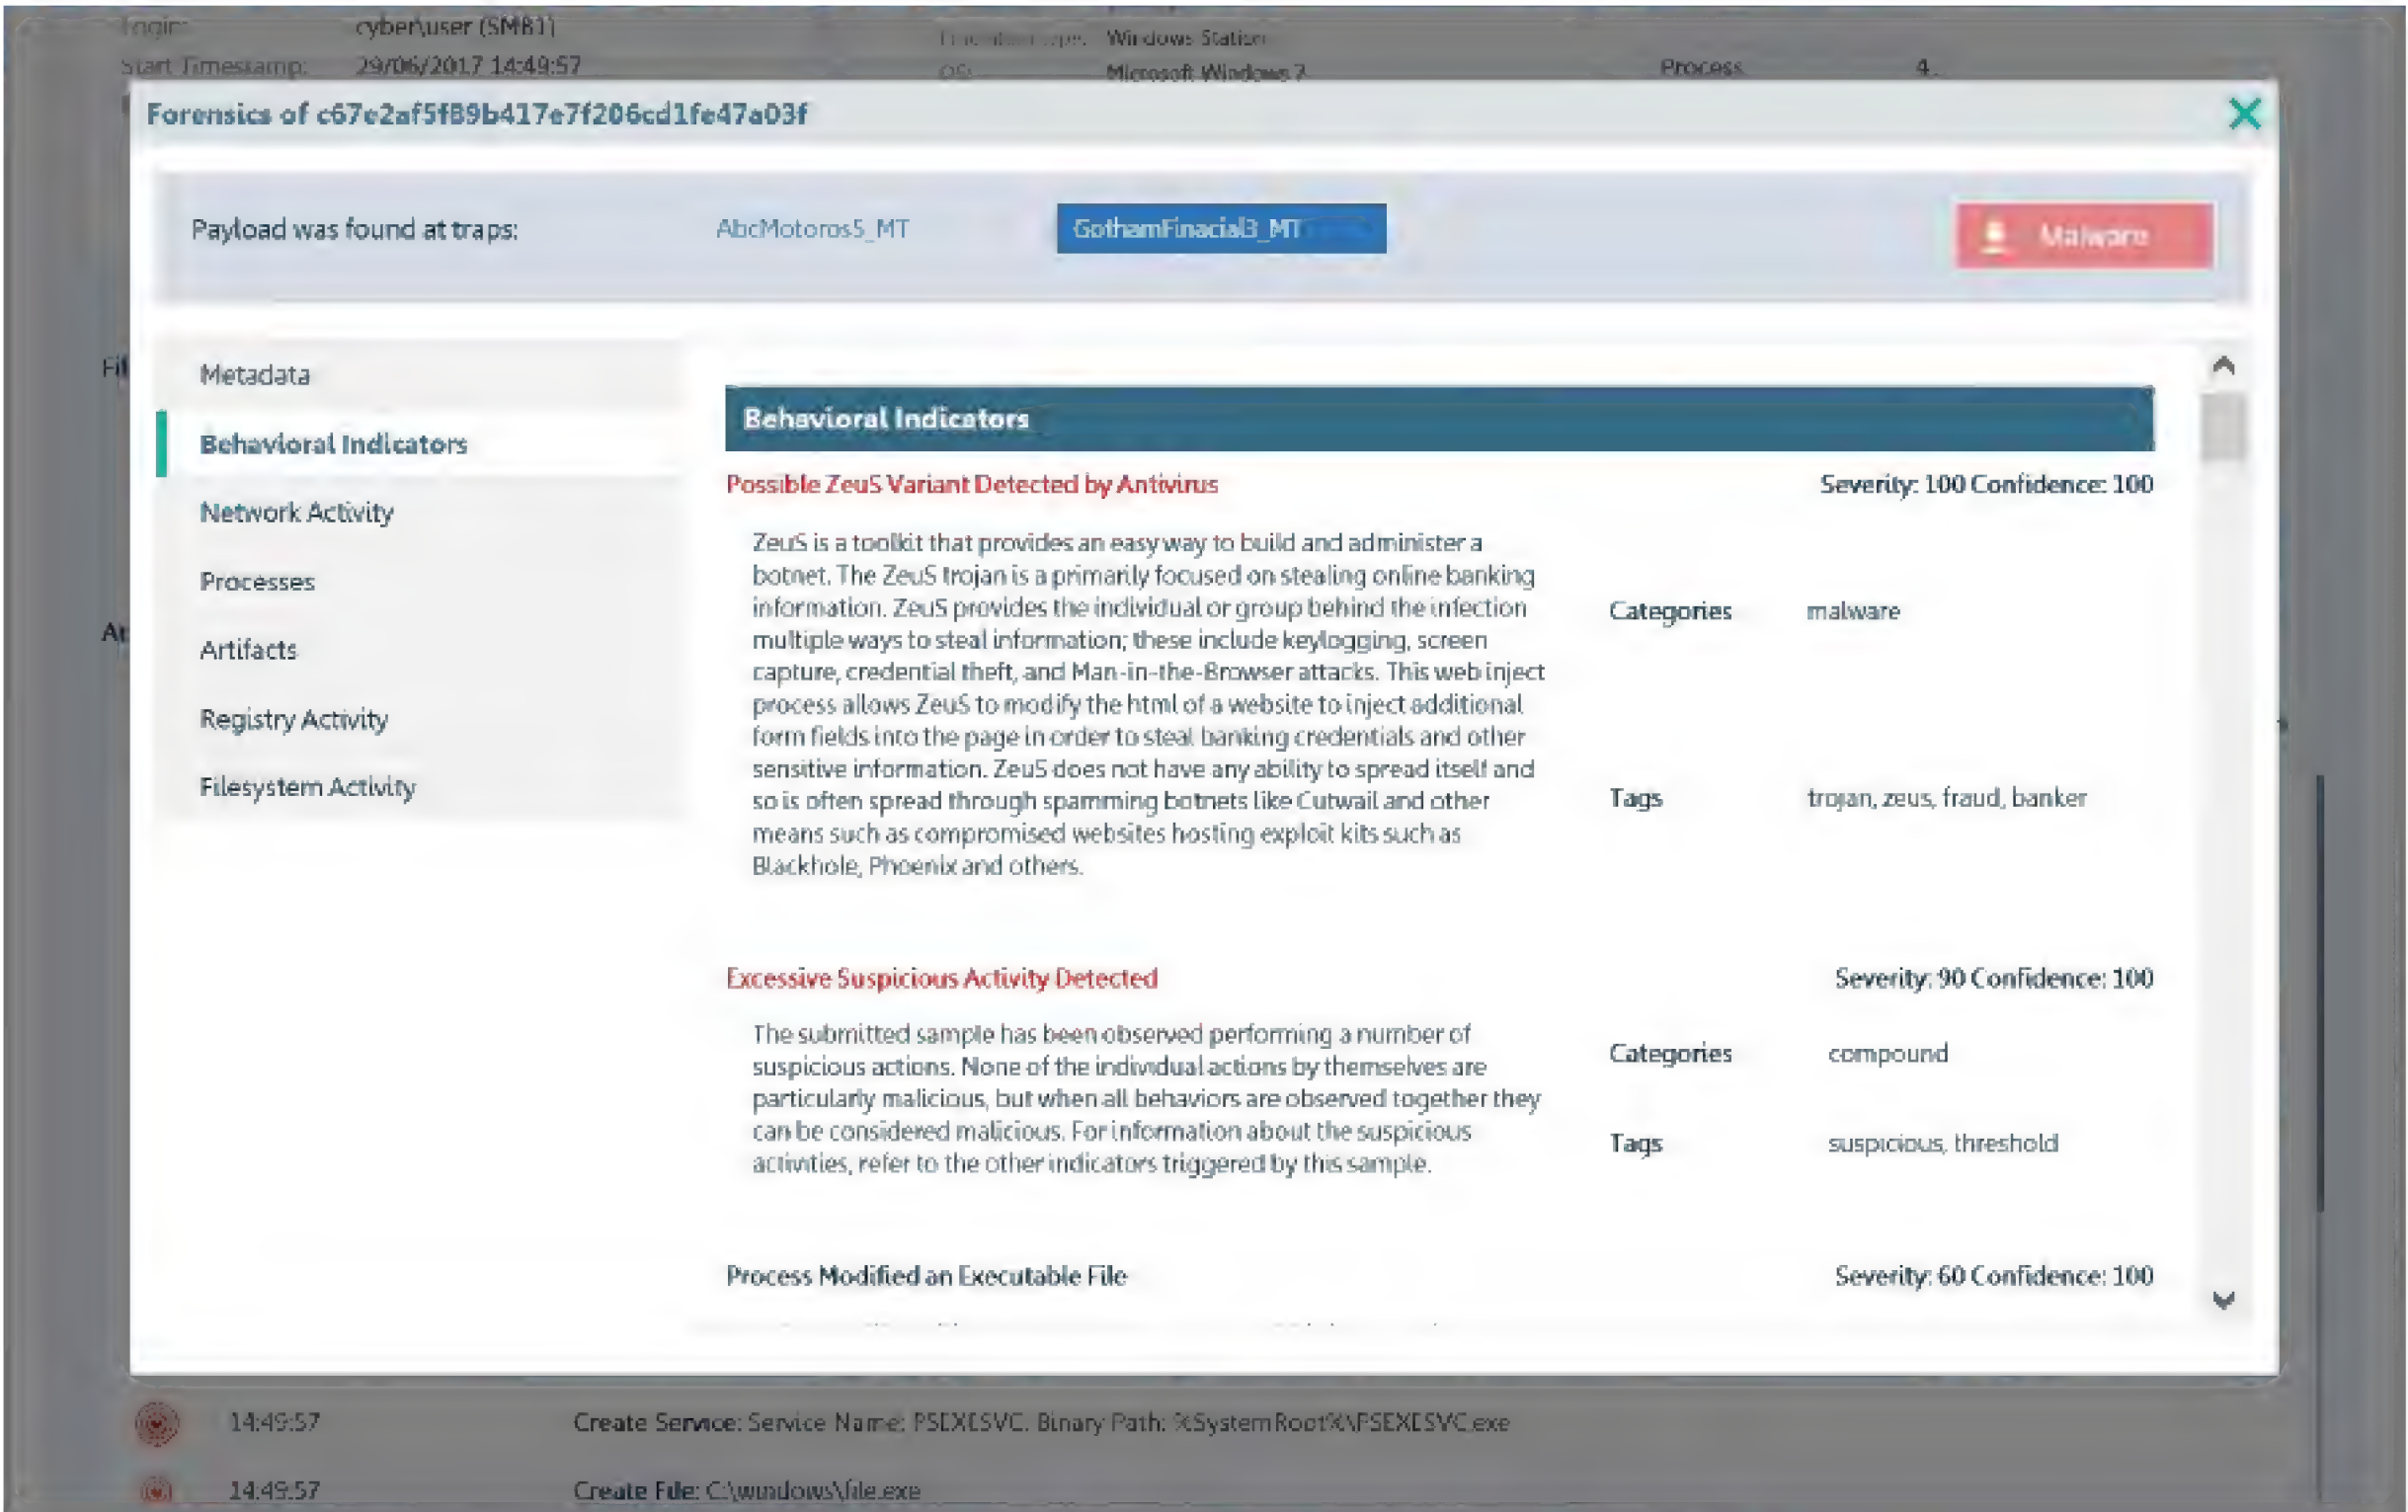 Login: cyber\user (SMB1)
Type: Windows Station
Start Timestamp: 29/06/2017 14:49:57
OS: Microsoft Windows 7
Process 4
Forensics of c67e2af5f89b417e7f206cd1fe47a03f
Payload was found at traps: AbcMotoros5_MT GothamFinacial3_MT Malware
Fil
Metadata
Behavioral Indicators
Network Activity
Processes
Artifacts
Registry Activity
Filesystem Activity
Behavioral Indicators
Possible ZeuS Variant Detected by Antivirus Severity: 100 Confidence: 100
ZeuS is a toolkit that provides an easy way to build and administer a
botnet. The ZeuS trojan is a primarily focused on stealing online banking
information. ZeuS provides the individual or group behind the infection
multiple ways to steal information; these include keylogging, screen
capture, credential theft, and Man-in-the-Browser attacks. This web inject
process allows ZeuS to modify the html of a website to inject additional
form fields into the page in order to steal banking credentials and other
sensitive information. ZeuS does not have any ability to spread itself and
so is often spread through spamming botnets like Cutwail and other
means such as compromised websites hosting exploit kits such as
Blackhole, Phoenix and others.
Categories malware
Tags trojan, zeus, fraud, banker
Excessive Suspicious Activity Detected Severity: 90 Confidence: 100
The submitted sample has been observed performing a number of
suspicious actions. None of the individual actions by themselves are
particularly malicious, but when all behaviors are observed together they
can be considered malicious. For information about the suspicious
activities, refer to the other indicators triggered by this sample.
Categories compound
Tags suspicious, threshold
Process Modified an Executable File Severity: 60 Confidence: 100
14:49:57 Create Service: Service Name: PSEXESVC. Binary Path: %SystemRoot%\PSEXESVC.exe
14:49:57 Create File: C:\windows\file.exe